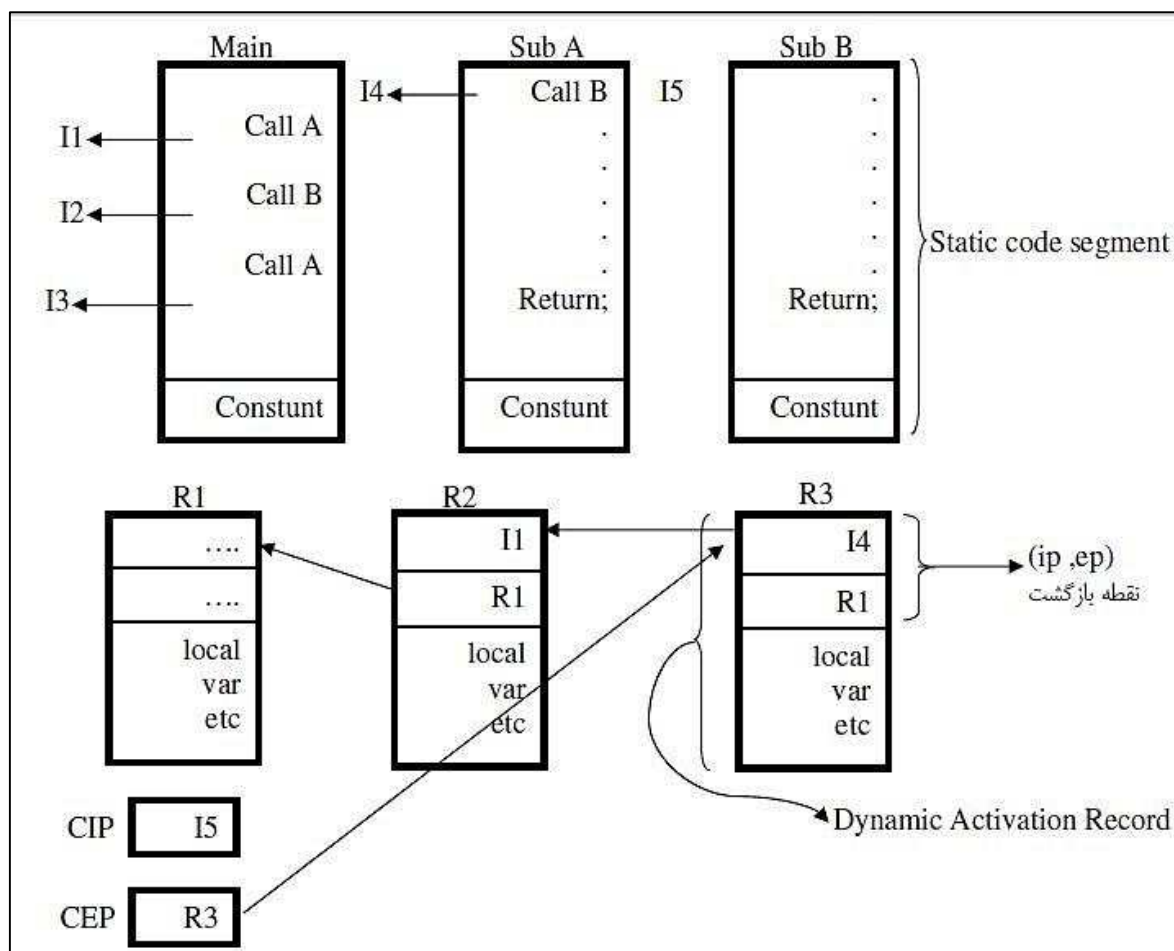 Main
Sub A
Sub B
I1
Call A
I2
Call B
Call A
I3
Constunt
I4
Call B
.
.
.
.
.
Return;
Constunt
I5
.
.
.
.
.
.
Return;
Constunt
Static code segment
R1
....
....
local
var
etc
R2
I1
R1
local
var
etc
R3
I4
R1
local
var
etc
(ip ,ep)
نقطه بازگشت
Dynamic Activation Record
CIP
I5
CEP
R3